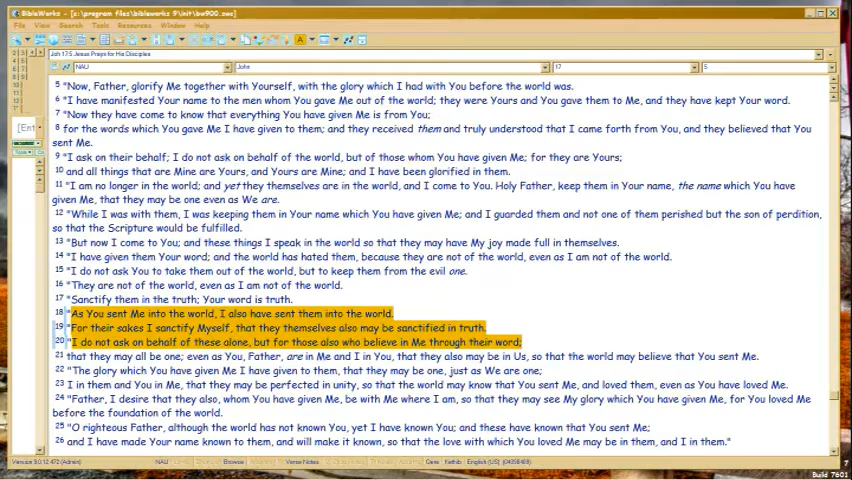 BibleWorks - [c:\program files\bibleworks 9\init\bw900.swc]
File View Search Tools Resources Window Help
Joh 17:5 Jesus Prays for His Disciples
NAU John 17 5
5 "Now, Father, glorify Me together with Yourself, with the glory which I had with You before the world was.
6 "I have manifested Your name to the men whom You gave Me out of the world; they were Yours and You gave them to Me, and they have kept Your word.
7 "Now they have come to know that everything You have given Me is from You;
8 for the words which You gave Me I have given to them; and they received them and truly understood that I came forth from You, and they believed that You
sent Me.
9 "I ask on their behalf; I do not ask on behalf of the world, but of those whom You have given Me; for they are Yours;
10 and all things that are Mine are Yours, and Yours are Mine; and I have been glorified in them.
11 "I am no longer in the world; and yet they themselves are in the world, and I come to You. Holy Father, keep them in Your name, the name which You have
given Me, that they may be one even as We are.
12 "While I was with them, I was keeping them in Your name which You have given Me; and I guarded them and not one of them perished but the son of perdition,
so that the Scripture would be fulfilled.
13 "But now I come to You; and these things I speak in the world so that they may have My joy made full in themselves.
14 "I have given them Your word; and the world has hated them, because they are not of the world, even as I am not of the world.
15 "I do not ask You to take them out of the world, but to keep them from the evil one.
16 "They are not of the world, even as I am not of the world.
17 "Sanctify them in the truth; Your word is truth.
18 "As You sent Me into the world, I also have sent them into the world.
19 "For their sakes I sanctify Myself, that they themselves also may be sanctified in truth.
20 "I do not ask on behalf of these alone, but for those also who believe in Me through their word;
21 that they may all be one; even as You, Father, are in Me and I in You, that they also may be in Us, so that the world may believe that You sent Me.
22 "The glory which You have given Me I have given to them, that they may be one, just as We are one;
23 I in them and You in Me, that they may be perfected in unity, so that the world may know that You sent Me, and loved them, even as You have loved Me.
24 "Father, I desire that they also, whom You have given Me, be with Me where I am, so that they may see My glory which You have given Me, for You loved Me
before the foundation of the world.
25 "O righteous Father, although the world has not known You, yet I have known You; and these have known that You sent Me;
26 and I have made Your name known to them, and will make it known, so that the love with which You loved Me may be in them, and I in them."
[Ent
Version 9.0.12.472 (Admin) NAU Browse Verse Notes Gene Kethib English (US) (04090409)
7
Build 7601